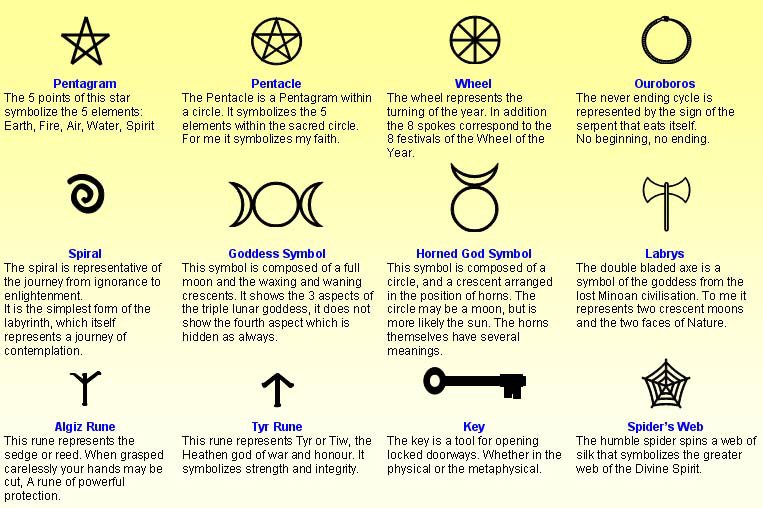 Pentagram
The 5 points of this star
symbolize the 5 elements:
Earth, Fire, Air, Water, Spirit
Pentacle
The Pentacle is a Pentagram within
a circle. It symbolizes the 5
elements within the sacred circle.
For me it symbolizes my faith.
Wheel
The wheel represents the
turning of the year. In addition
the 8 spokes correspond to the
8 festivals of the Wheel of the
Year.
Ouroboros
The never ending cycle is
represented by the sign of the
serpent that eats itself.
No beginning, no ending.
Spiral
The spiral is representative of
the journey from ignorance to
enlightenment.
It is the simplest form of the
labyrinth, which itself
represents a journey of
contemplation.
Goddess Symbol
This symbol is composed of a full
moon and the waxing and waning
crescents. It shows the 3 aspects of
the triple lunar goddess, it does not
show the fourth aspect which is
hidden as always.
Horned God Symbol
This symbol is composed of a
circle, and a crescent arranged
in the position of horns. The
circle may be a moon, but is
more likely the sun. The horns
themselves have several
meanings.
Labrys
The double bladed axe is a
symbol of the goddess from the
lost Minoan civilisation. To me it
represents two crescent moons
and the two faces of Nature.
Algiz Rune
This rune represents the
sedge or reed. When grasped
carelessly your hands may be
cut, A rune of powerful
protection.
Tyr Rune
This rune represents Tyr or Tiw, the
Heathen god of war and honour. It
symbolizes strength and integrity.
Key
The key is a tool for opening
locked doorways. Whether in the
physical or the metaphysical.
Spider's Web
The humble spider spins a web of
silk that symbolizes the greater
web of the Divine Spirit.